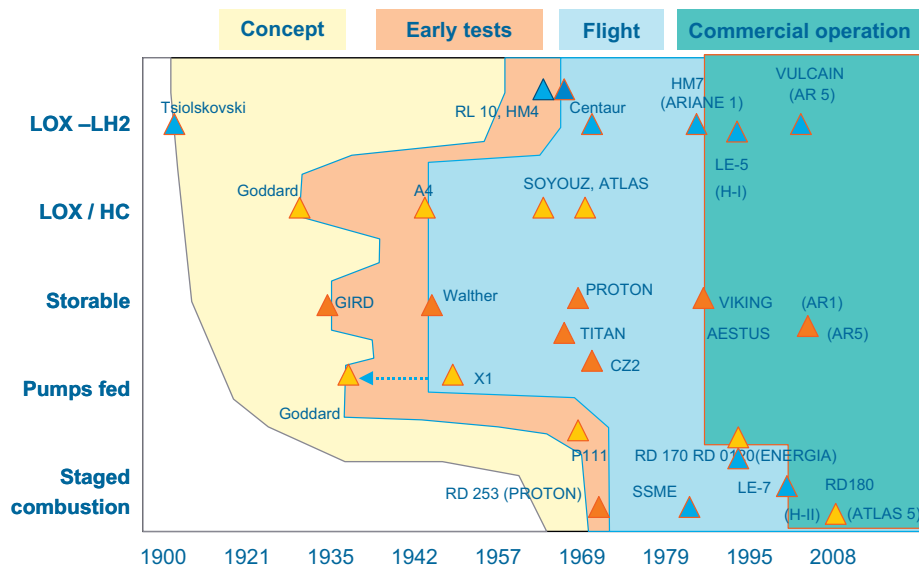 Concept Early tests Flight Commercial operation
LOX –LH2
Tsiolskovski
RL 10, HM4
Centaur
HM7
(ARIANE 1)
VULCAIN
(AR 5)
LE-5
(H-I)
LOX / HC
Goddard
A4
SOYOUZ, ATLAS
Storable
GIRD
Walther
PROTON
VIKING (AR1)
TITAN
AESTUS (AR5)
CZ2
Pumps fed
X1
Goddard
P111
RD 170 RD 0120(ENERGIA)
Staged
combustion
RD 253 (PROTON)
SSME
LE-7
RD180
(H-II)
(ATLAS 5)
1900 1921 1935 1942 1957 1969 1979 1995 2008